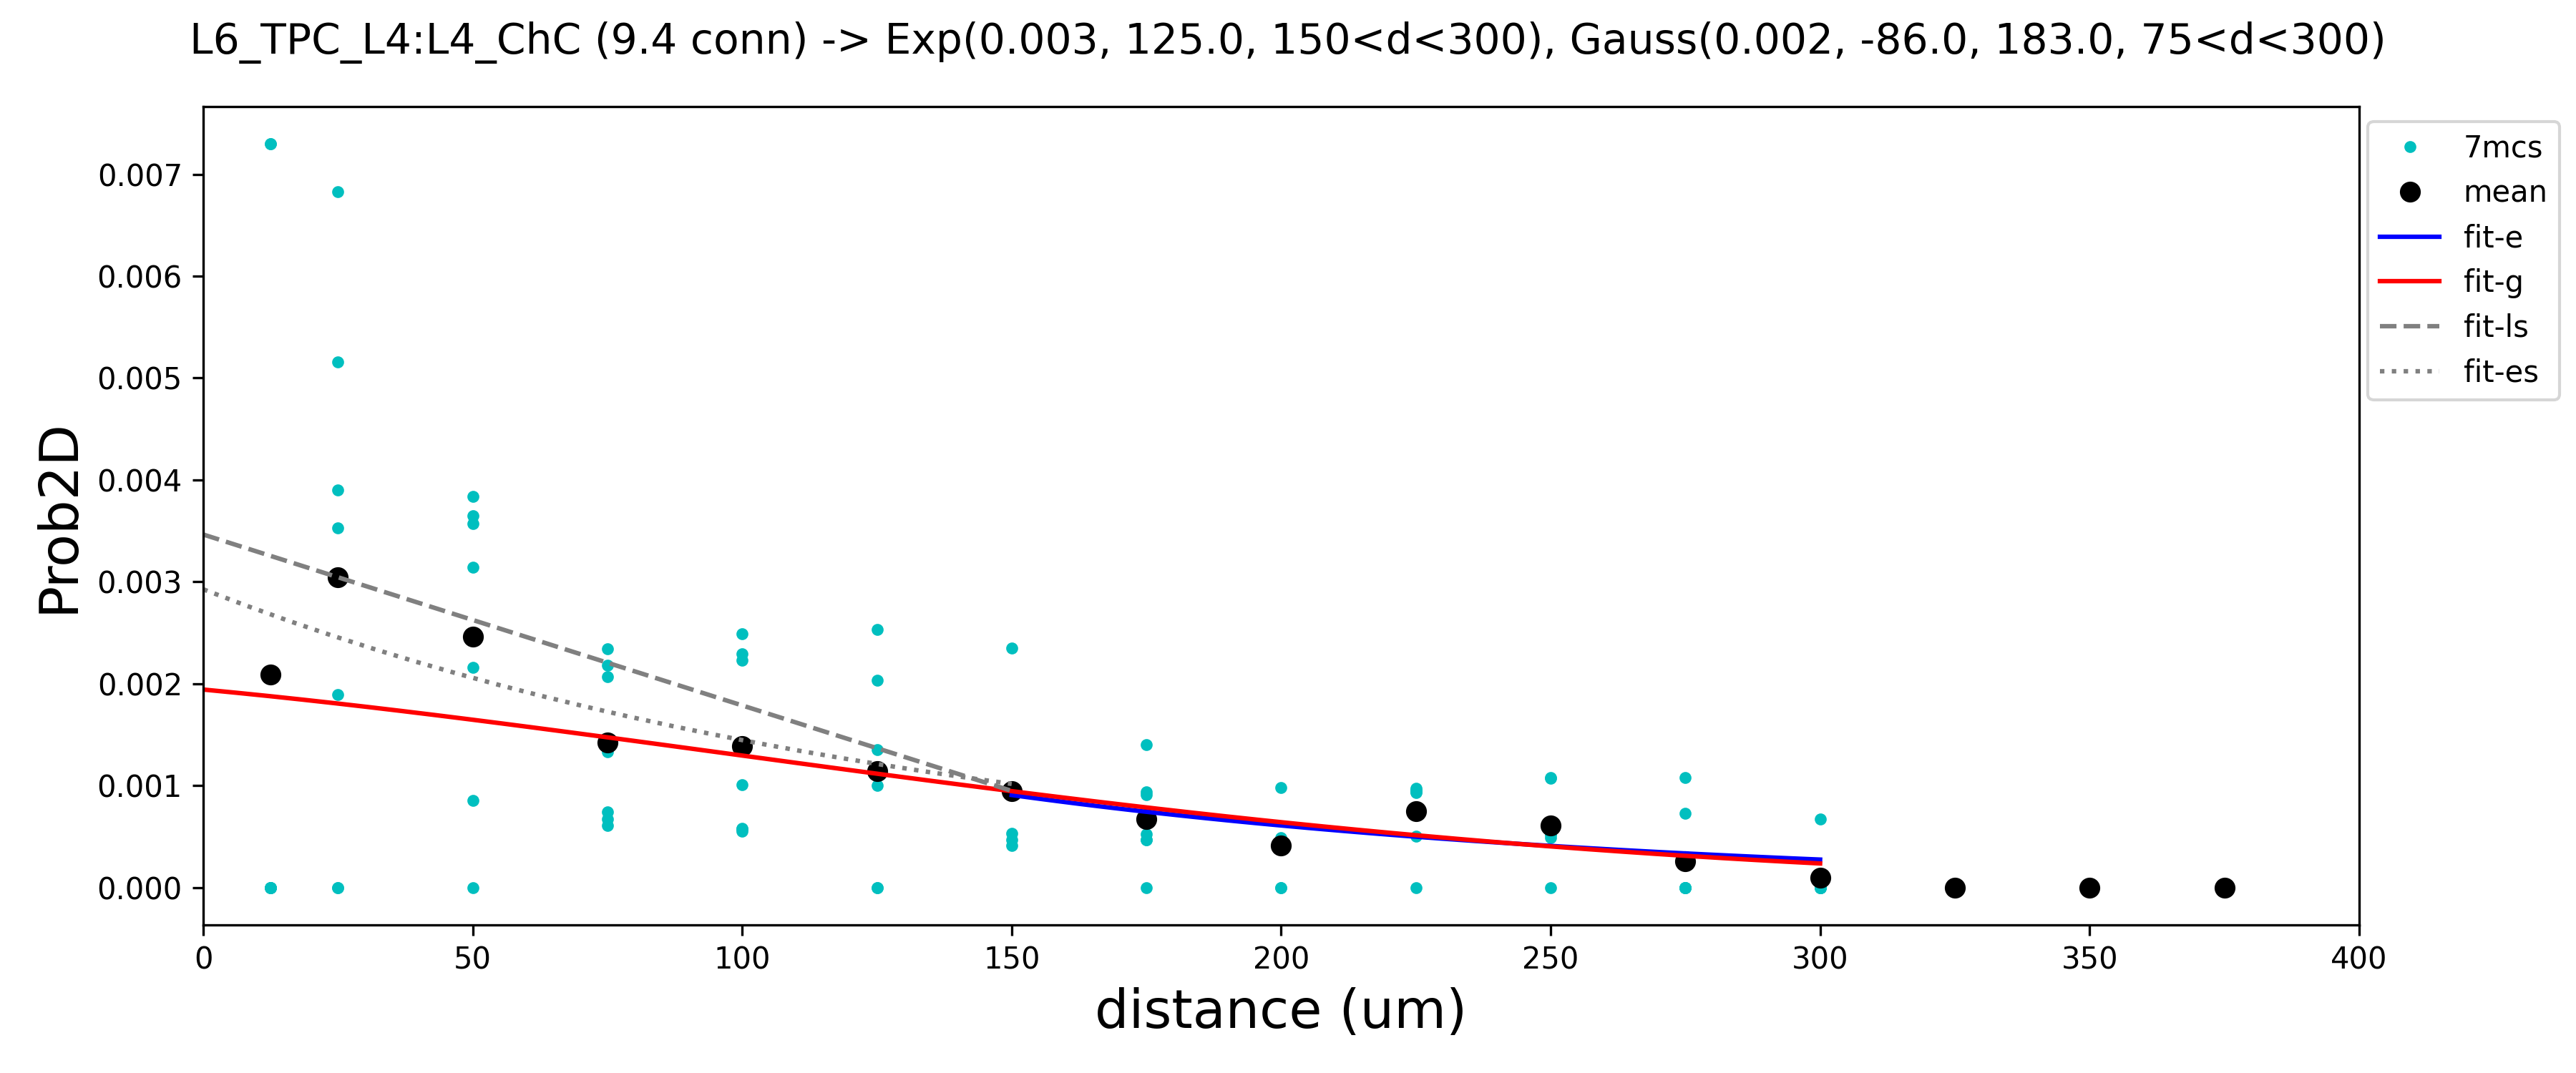 L6_TPC_L4:L4_ChC (9.4 conn) -> Exp(0.003, 125.0, 150<d<300), Gauss(0.002, -86.0, 183.0, 75<d<300)
7mcs
mean
fit-e
fit-g
fit-ls
fit-es
Prob2D
0.007
0.006
0.005
0.004
0.003
0.002
0.001
0.000
0 50 100 150 200 250 300 350 400
distance (um)